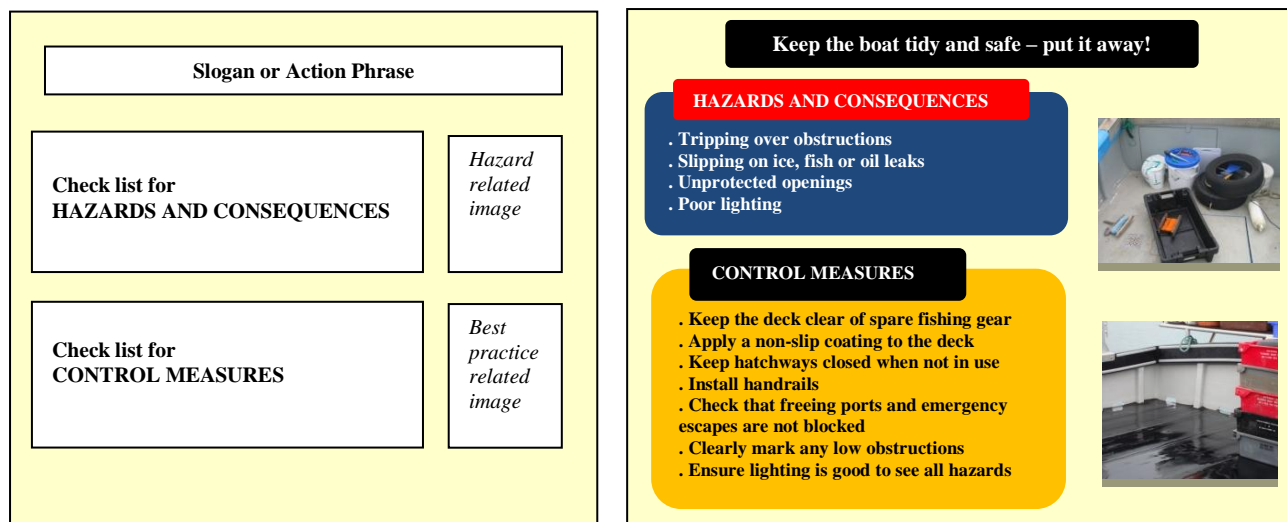 Slogan or Action Phrase
Check list for
HAZARDS AND CONSEQUENCES
Hazard
related
image
Check list for
CONTROL MEASURES
Best
practice
related
image
Keep the boat tidy and safe – put it away!
HAZARDS AND CONSEQUENCES
. Tripping over obstructions
. Slipping on ice, fish or oil leaks
. Unprotected openings
. Poor lighting
CONTROL MEASURES
. Keep the deck clear of spare fishing gear
. Apply a non-slip coating to the deck
. Keep hatchways closed when not in use
. Install handrails
. Check that freeing ports and emergency
escapes are not blocked
. Clearly mark any low obstructions
. Ensure lighting is good to see all hazards